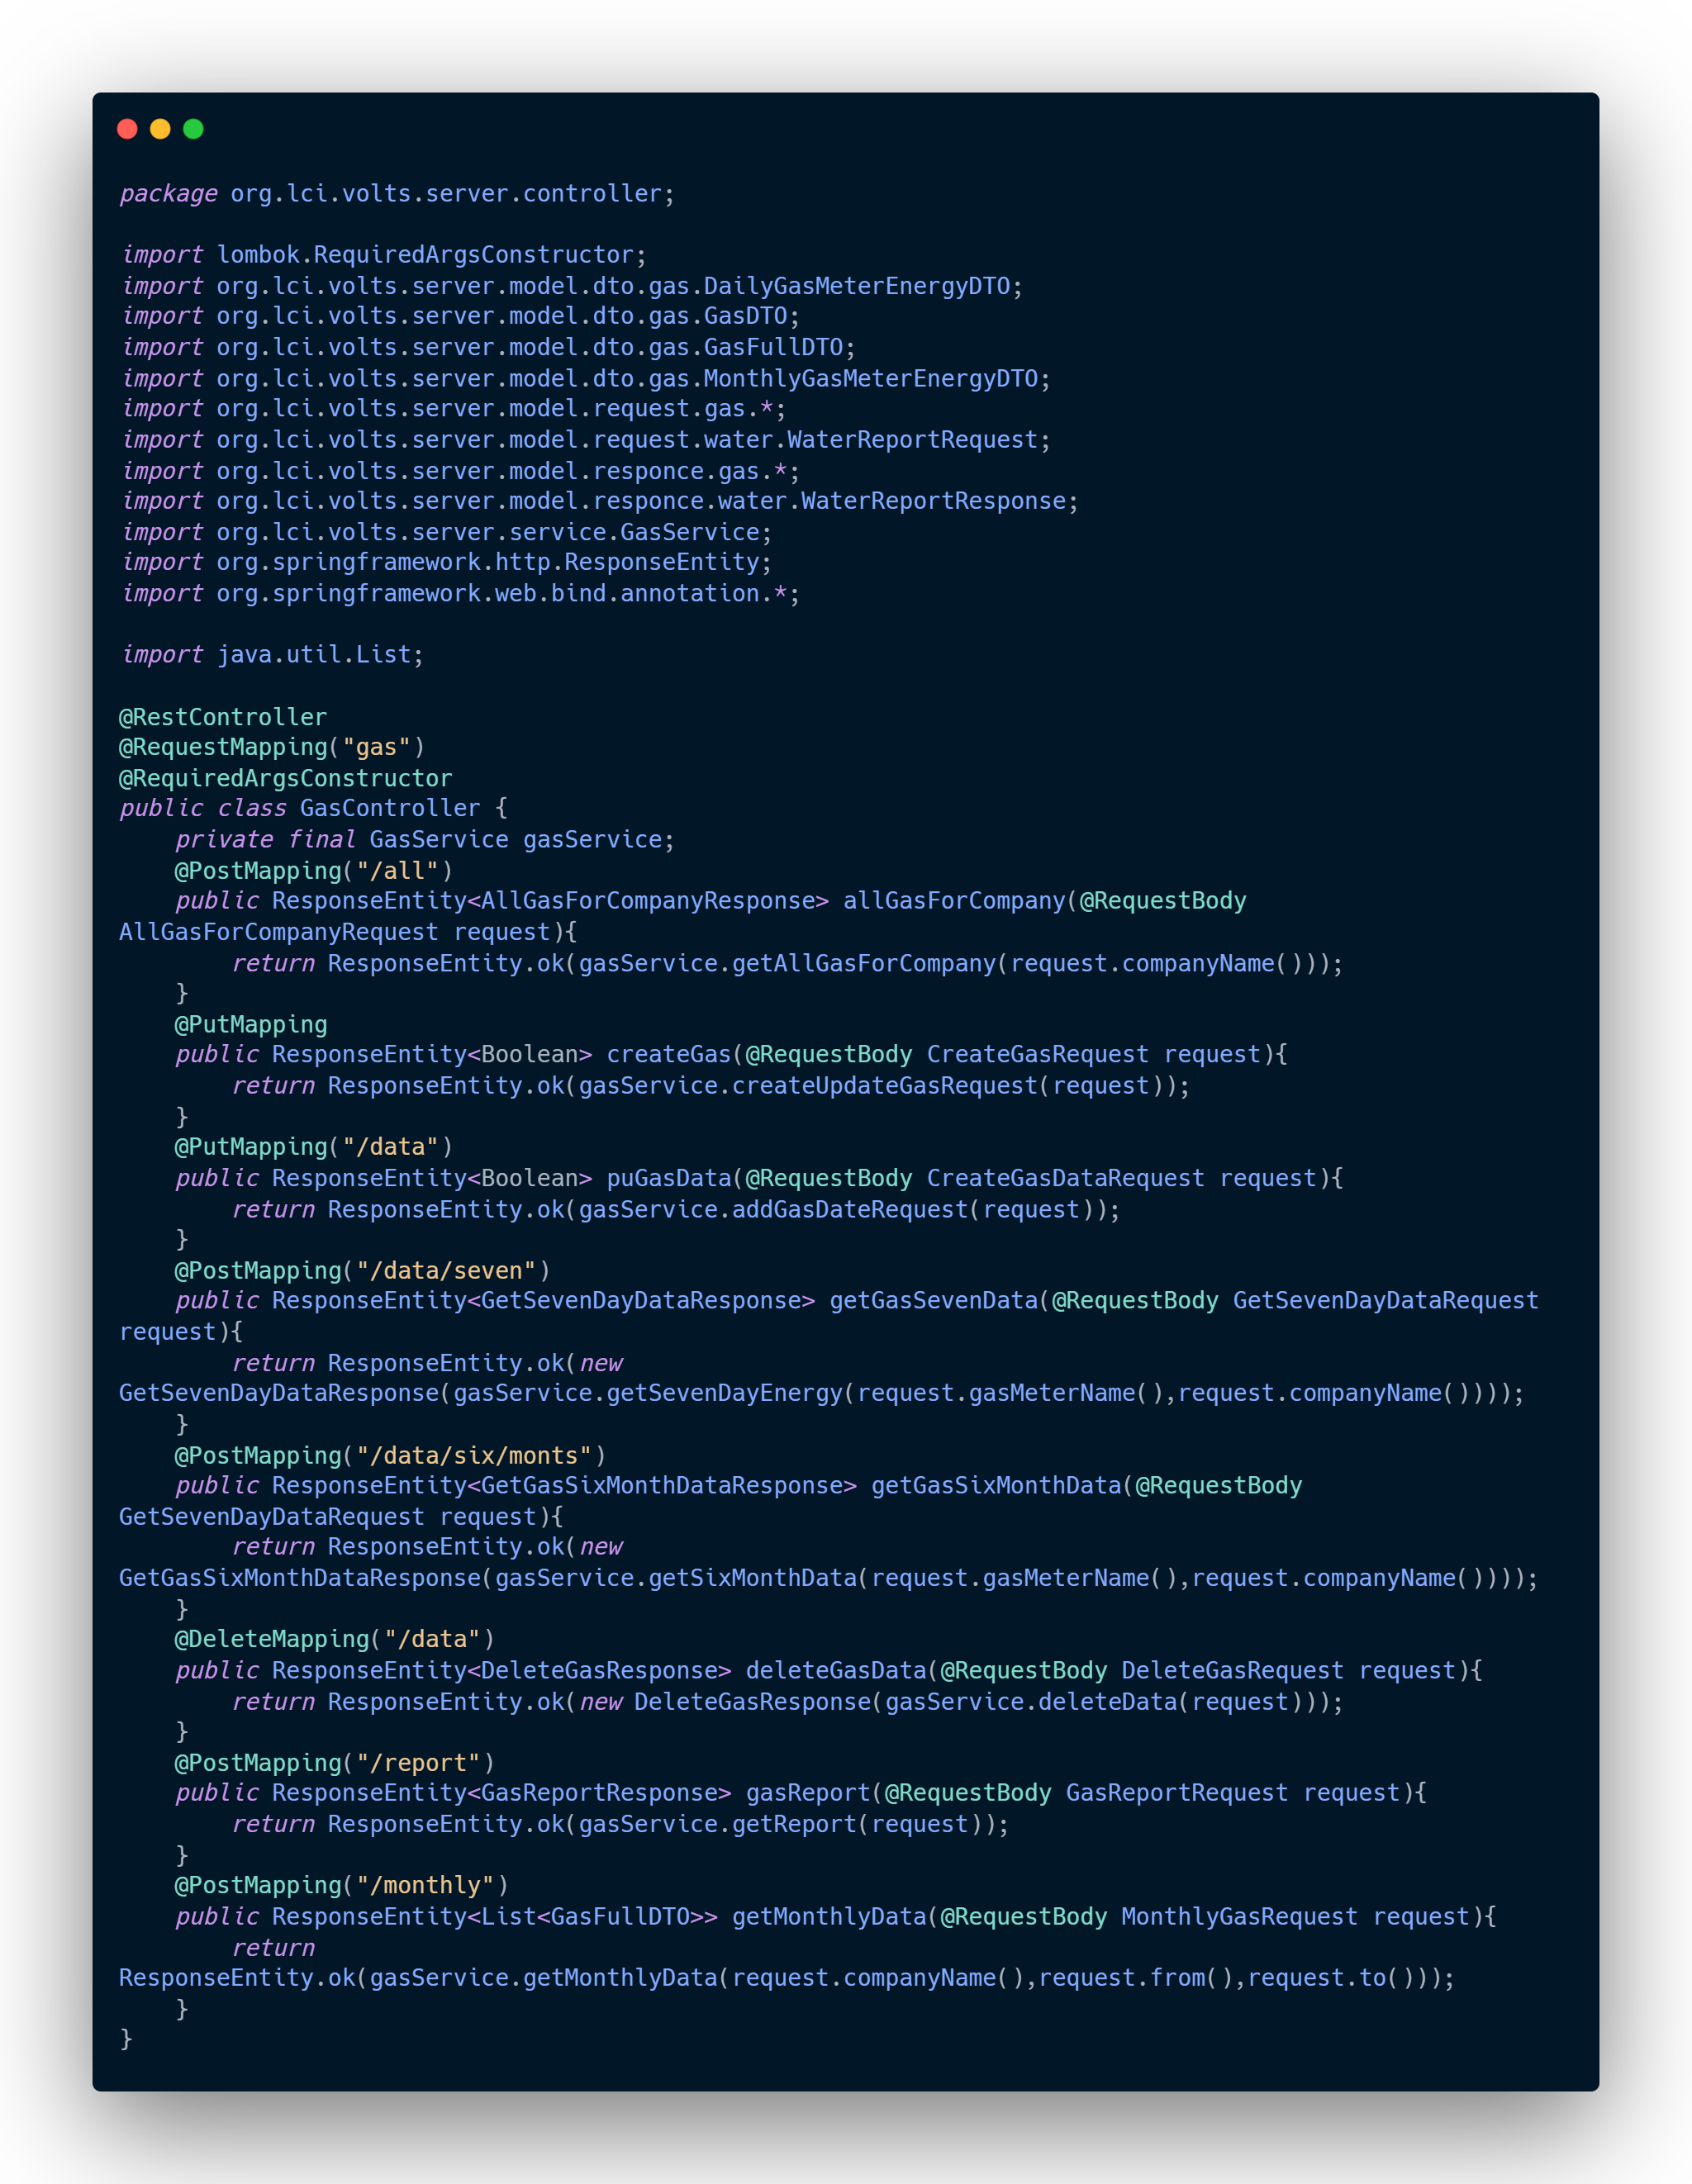 package org.lci.volts.server.controller;

import lombok.RequiredArgsConstructor;
import org.lci.volts.server.model.dto.gas.DailyGasMeterEnergyDTO;
import org.lci.volts.server.model.dto.gas.GasDTO;
import org.lci.volts.server.model.dto.gas.GasFullDTO;
import org.lci.volts.server.model.dto.gas.MonthlyGasMeterEnergyDTO;
import org.lci.volts.server.model.request.gas.*;
import org.lci.volts.server.model.request.water.WaterReportRequest;
import org.lci.volts.server.model.responce.gas.*;
import org.lci.volts.server.model.responce.water.WaterReportResponse;
import org.lci.volts.server.service.GasService;
import org.springframework.http.ResponseEntity;
import org.springframework.web.bind.annotation.*;

import java.util.List;

@RestController
@RequestMapping("gas")
@RequiredArgsConstructor
public class GasController {
    private final GasService gasService;
    @PostMapping("/all")
    public ResponseEntity<AllGasForCompanyResponse> allGasForCompany(@RequestBody
AllGasForCompanyRequest request){
        return ResponseEntity.ok(gasService.getAllGasForCompany(request.companyName()));
    }
    @PutMapping
    public ResponseEntity<Boolean> createGas(@RequestBody CreateGasRequest request){
        return ResponseEntity.ok(gasService.createUpdateGasRequest(request));
    }
    @PutMapping("/data")
    public ResponseEntity<Boolean> puGasData(@RequestBody CreateGasDataRequest request){
        return ResponseEntity.ok(gasService.addGasDateRequest(request));
    }
    @PostMapping("/data/seven")
    public ResponseEntity<GetSevenDayDataResponse> getGasSevenData(@RequestBody GetSevenDayDataRequest
request){
        return ResponseEntity.ok(new
GetSevenDayDataResponse(gasService.getSevenDayEnergy(request.gasMeterName(),request.companyName())));
    }
    @PostMapping("/data/six/monts")
    public ResponseEntity<GetGasSixMonthDataResponse> getGasSixMonthData(@RequestBody
GetSevenDayDataRequest request){
        return ResponseEntity.ok(new
GetGasSixMonthDataResponse(gasService.getSixMonthData(request.gasMeterName(),request.companyName())));
    }
    @DeleteMapping("/data")
    public ResponseEntity<DeleteGasResponse> deleteGasData(@RequestBody DeleteGasRequest request){
        return ResponseEntity.ok(new DeleteGasResponse(gasService.deleteData(request)));
    }
    @PostMapping("/report")
    public ResponseEntity<GasReportResponse> gasReport(@RequestBody GasReportRequest request){
        return ResponseEntity.ok(gasService.getReport(request));
    }
    @PostMapping("/monthly")
    public ResponseEntity<List<GasFullDTO>> getMonthlyData(@RequestBody MonthlyGasRequest request){
        return
ResponseEntity.ok(gasService.getMonthlyData(request.companyName(),request.from(),request.to()));
    }
}